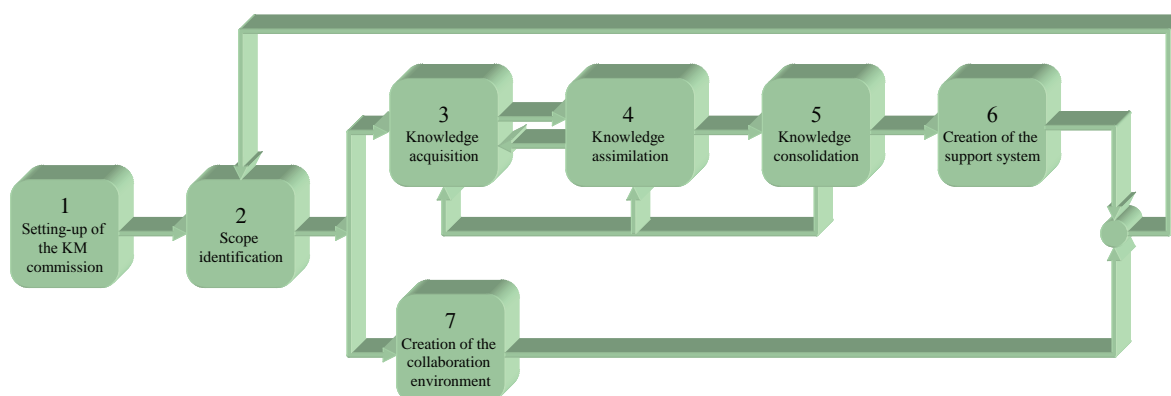 1
Setting-up of
the KM
commission
2
Scope
identification
3
Knowledge
acquisition
4
Knowledge
assimilation
5
Knowledge
consolidation
6
Creation of the
support system
7
Creation of the
collaboration
environment